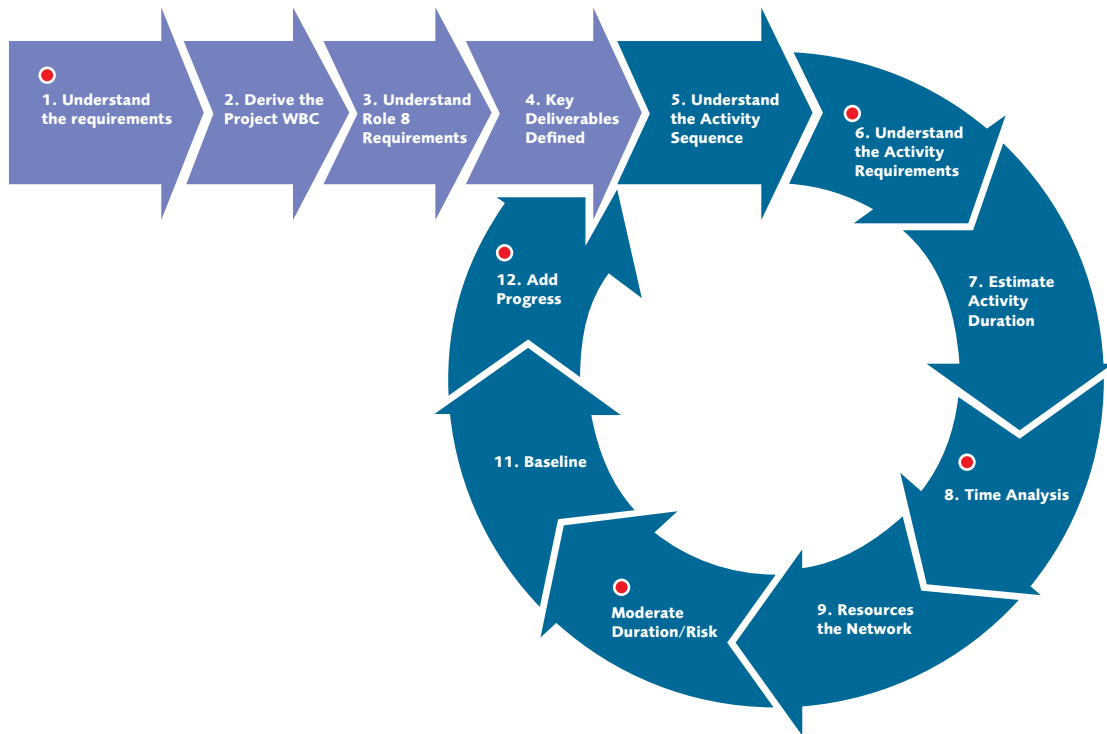 1. Understand
the requirements
2. Derive the
Project WBC
3. Understand
Role 8
Requirements
4. Key
Deliverables
Defined
5. Understand
the Activity
Sequence
6. Understand
the Activity
Requirements
7. Estimate
Activity
Duration
8. Time Analysis
9. Resources
the Network
Moderate
Duration/Risk
11. Baseline
12. Add
Progress